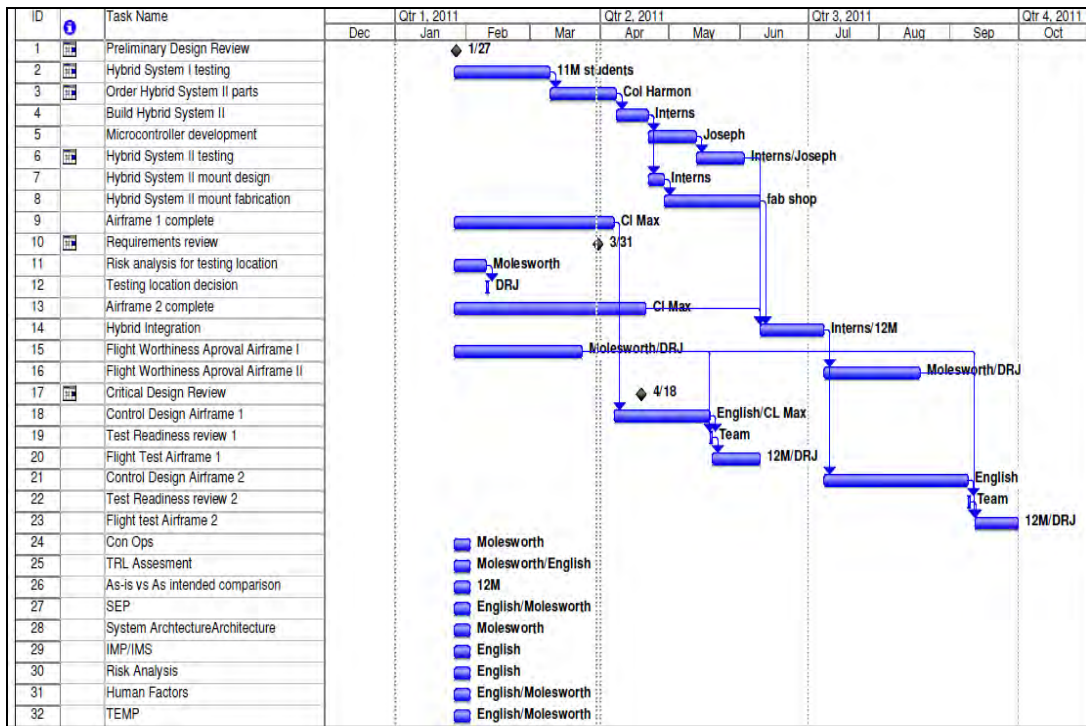 ID Task Name Qtr 1, 2011 Qtr 2, 2011 Qtr 3, 2011 Qtr 4, 2011
Dec Jan Feb Mar Apr May Jun Jul Aug Sep Oct
1 Preliminary Design Review 1/27
2 Hybrid System I testing 11M students
3 Order Hybrid System II parts Col Harmon
4 Build Hybrid System II Interns
5 Microcontroller development Joseph
6 Hybrid System II testing Interns/Joseph
7 Hybrid System II mount design Interns
8 Hybrid System II mount fabrication fab shop
9 Airframe 1 complete CI Max
10 Requirements review 3/31
11 Risk analysis for testing location Molesworth
12 Testing location decision DRJ
13 Airframe 2 complete CI Max
14 Hybrid Integration Interns/12M
15 Flight Worthiness Aproval Airframe I Molesworth/DRJ
16 Flight Worthiness Aproval Airframe II Molesworth/DRJ
17 Critical Design Review 4/18
18 Control Design Airframe 1 English/CL Max
19 Test Readiness review 1 Team
20 Flight Test Airframe 1 12M/DRJ
21 Control Design Airframe 2 English
22 Test Readiness review 2 Team
23 Flight test Airframe 2 12M/DRJ
24 Con Ops Molesworth
25 TRL Assesment Molesworth/English
26 As-is vs As intended comparison 12M
27 SEP English/Molesworth
28 System ArchtectureArchitecture Molesworth
29 IMP/IMS English
30 Risk Analysis English
31 Human Factors English/Molesworth
32 TEMP English/Molesworth